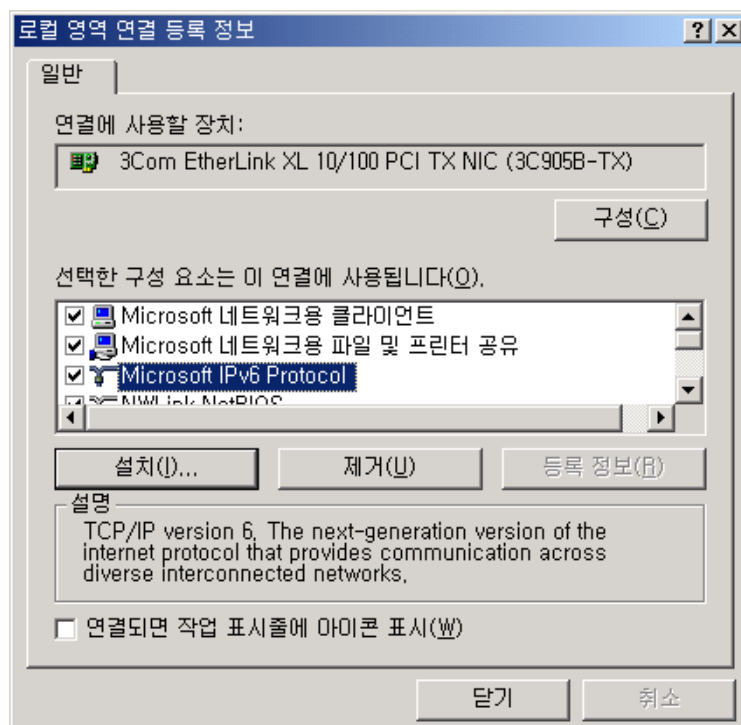 로컬 영역 연결 등록 정보
일반
연결에 사용할 장치:
3Com EtherLink XL 10/100 PCI TX NIC (3C905B-TX)
구성(C)
선택한 구성 요소는 이 연결에 사용됩니다(O).
Microsoft 네트워크용 클라이언트
Microsoft 네트워크용 파일 및 프린터 공유
Microsoft IPv6 Protocol
NWLink NetBIOS
설치(I)...
제거(U)
등록 정보(R)
설명
TCP/IP version 6. The next-generation version of the
internet protocol that provides communication across
diverse interconnected networks.
연결되면 작업 표시줄에 아이콘 표시(W)
닫기
취소